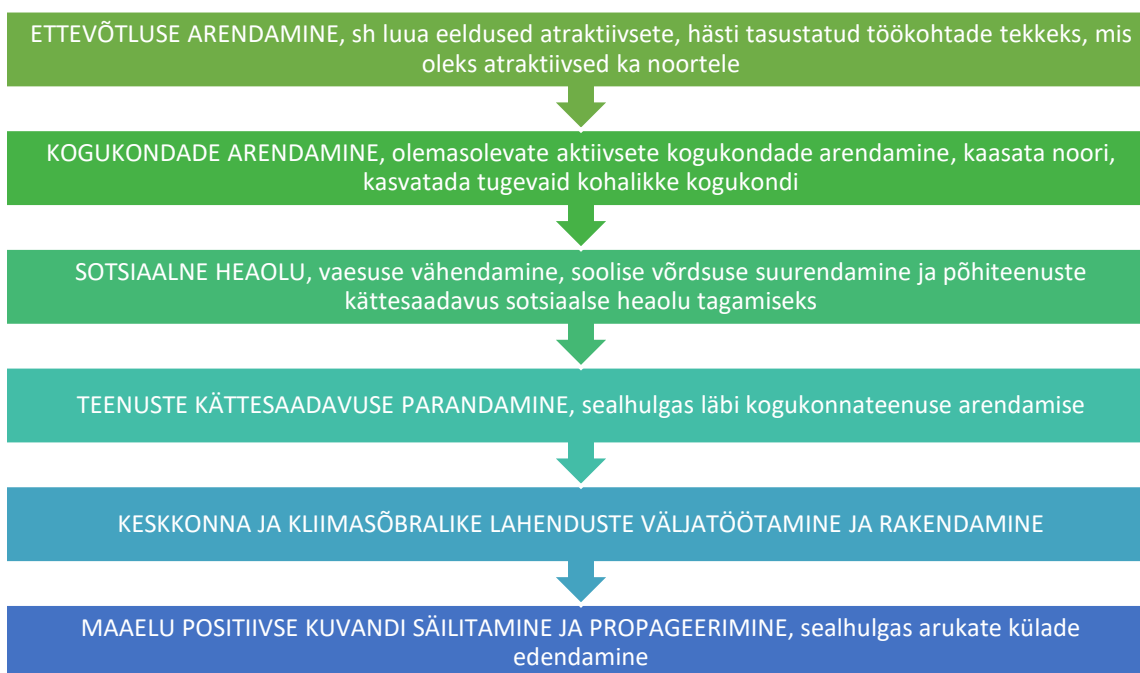 ETTEVÕTLUSE ARENDAMINE, sh luua eeldused atraktiivsete, hästi tasustatud töökohtade tekkeks, mis
oleks atraktiivsed ka noortele
KOGUKONDADE ARENDAMINE, olemasolevate aktiivsete kogukondade arendamine, kaasata noori,
kasvatada tugevaid kohalikke kogukondi
SOTSIAALNE HEAOLU, vaesuse vähendamine, soolise võrdsuse suurendamine ja põhiteenuste
kättesaadavus sotsiaalse heaolu tagamiseks
TEENUSTE KÄTTESAADAVUSE PARANDAMINE, sealhulgas läbi kogukonnateenuse arendamise
KESKKONNA JA KLIIMASÕBRALIKE LAHENDUSTE VÄLJATÖÖTAMINE JA RAKENDAMINE
MAAELU POSITIIVSE KUVANDI SÄILITAMINE JA PROPAGEERIMINE, sealhulgas arukate külade
edendamine